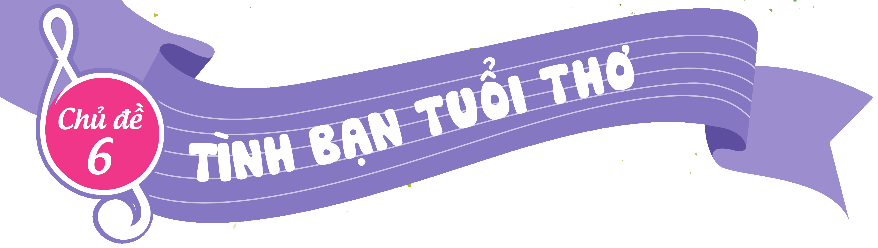 Chủ đề
6
TÌNH BẠN TUỔI THƠ